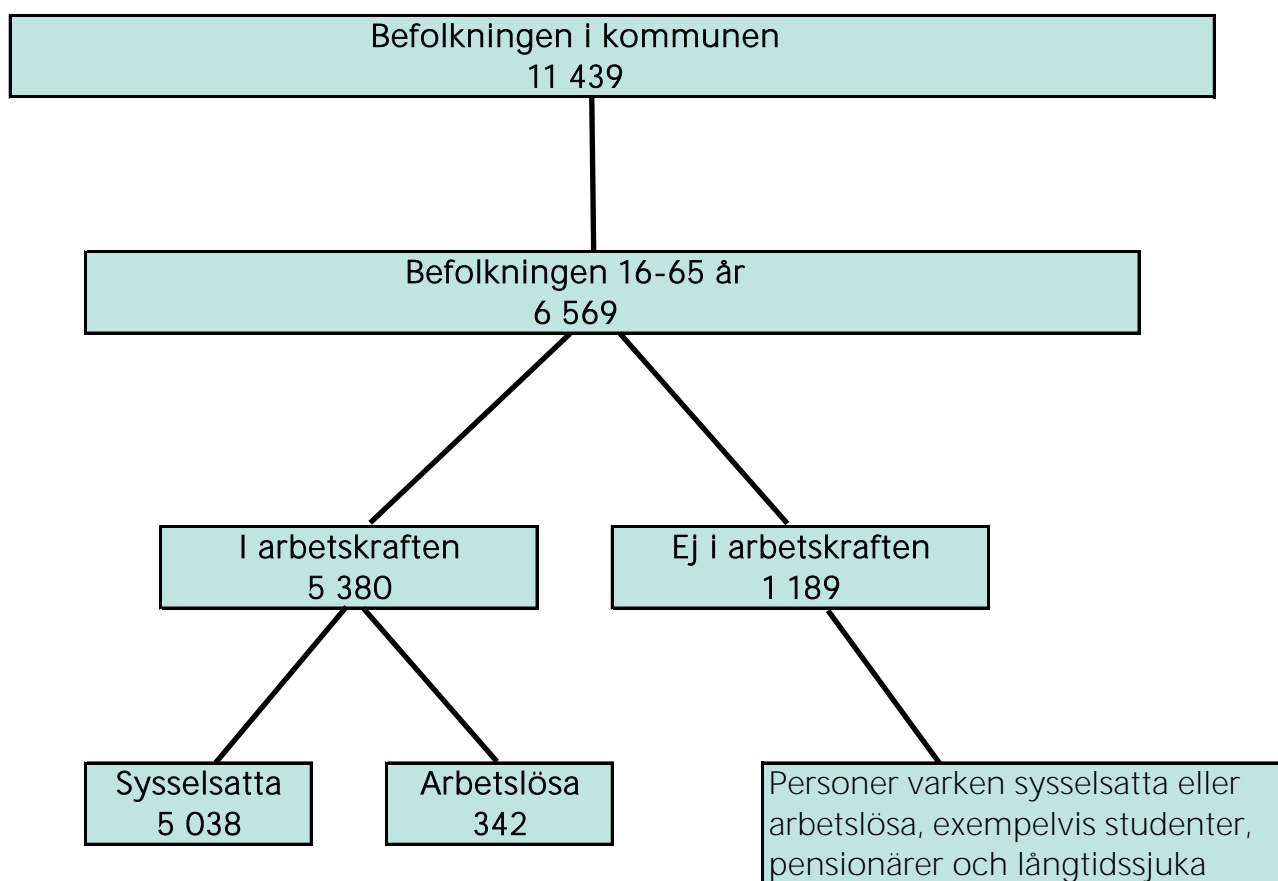 Befolkningen i kommunen
11 439
Befolkningen 16-65 år
6 569
I arbetskraften
5 380
Ej i arbetskraften
1 189
Sysselsatta
5 038
Arbetslösa
342
Personer varken sysselsatta eller
arbetslösa, exempelvis studenter,
pensionärer och långtidssjuka